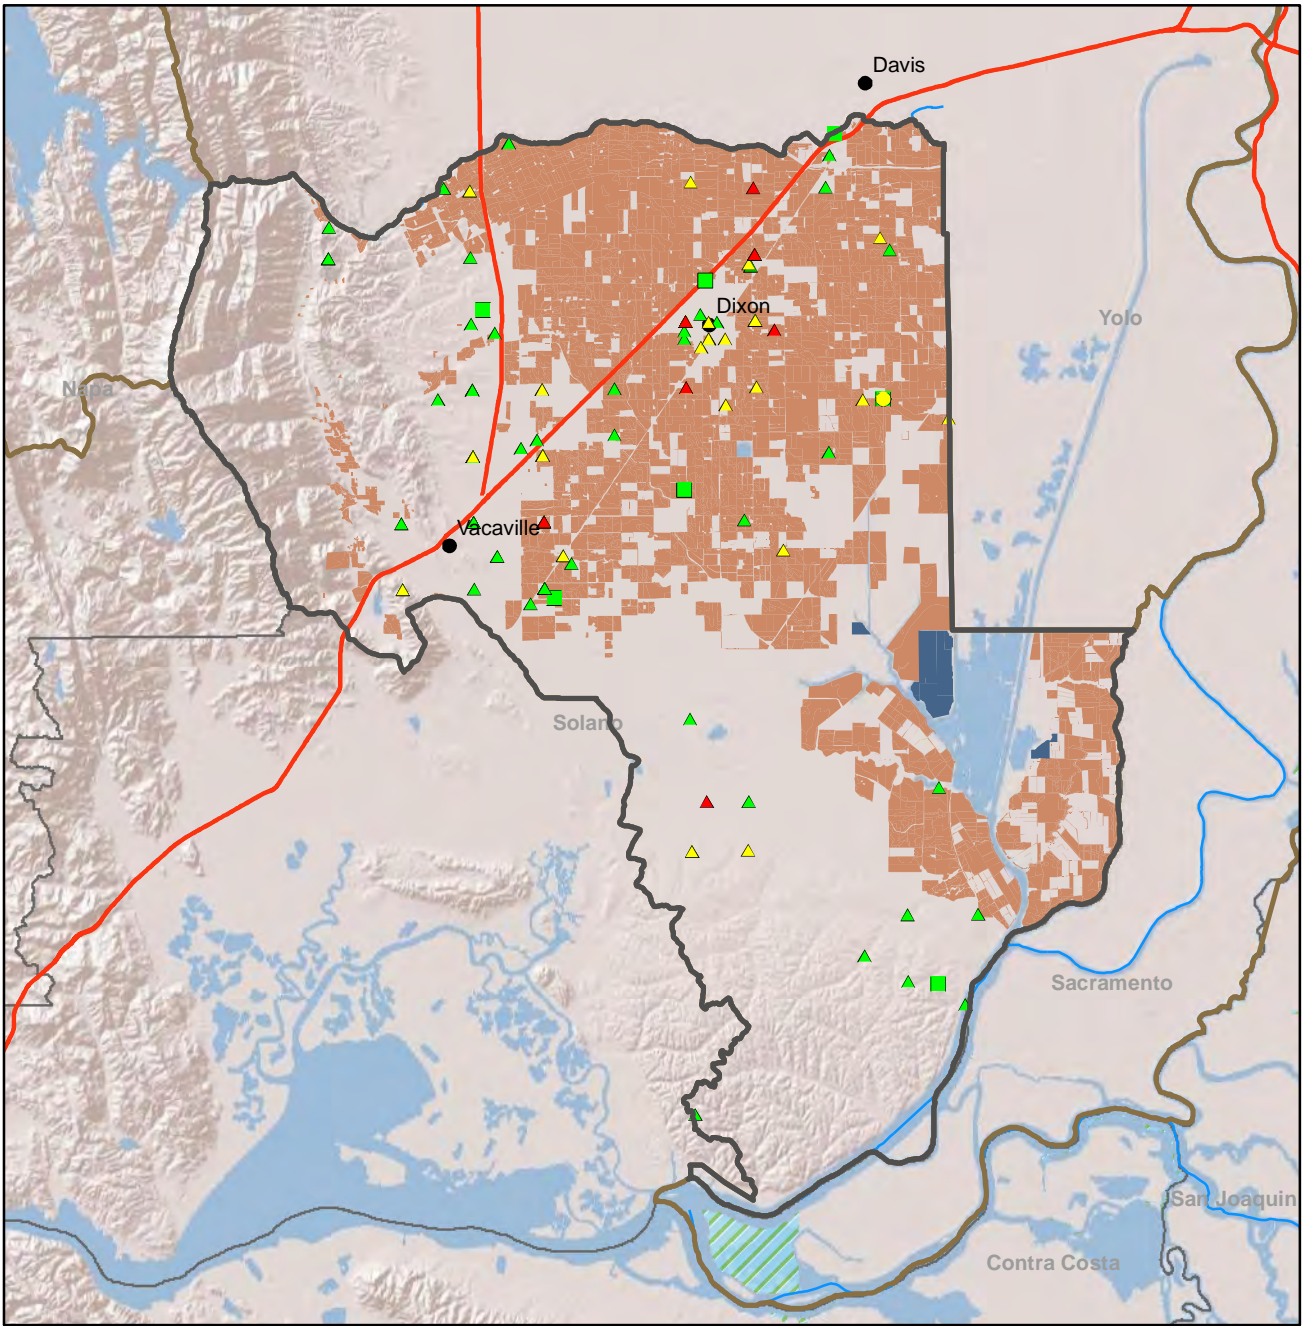 Davis
Dixon
Yolo
Napa
Vacaville
Solano
Sacramento
San Joaquin
Contra Costa